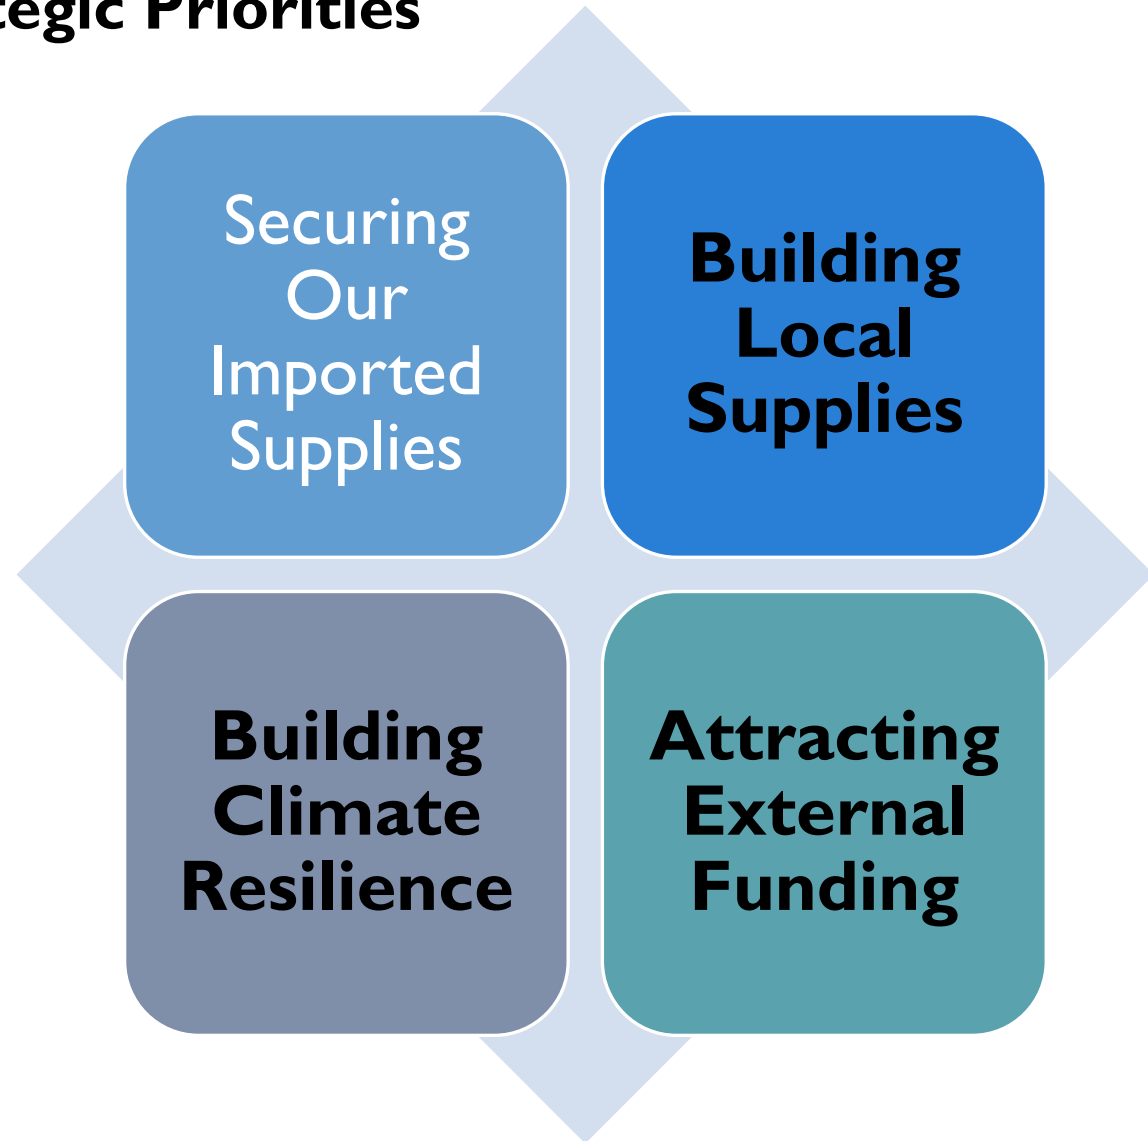 tegic Priorities
Securing
Our
Imported
Supplies
Building
Local
Supplies
Building
Climate
Resilience
Attracting
External
Funding